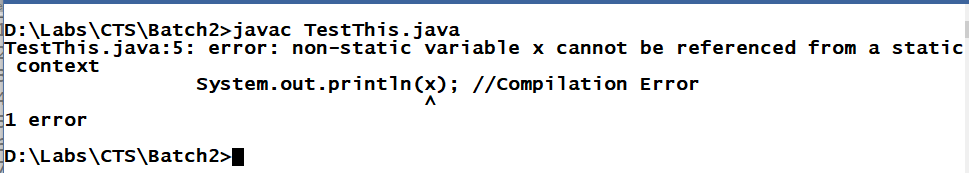 D:\Labs\CTS\Batch2>javac TestThis.java
TestThis.java:5: error: non-static variable x cannot be referenced from a static
context
System.out.println(x); //Compilation Error
^
1 error
D:\Labs\CTS\Batch2>